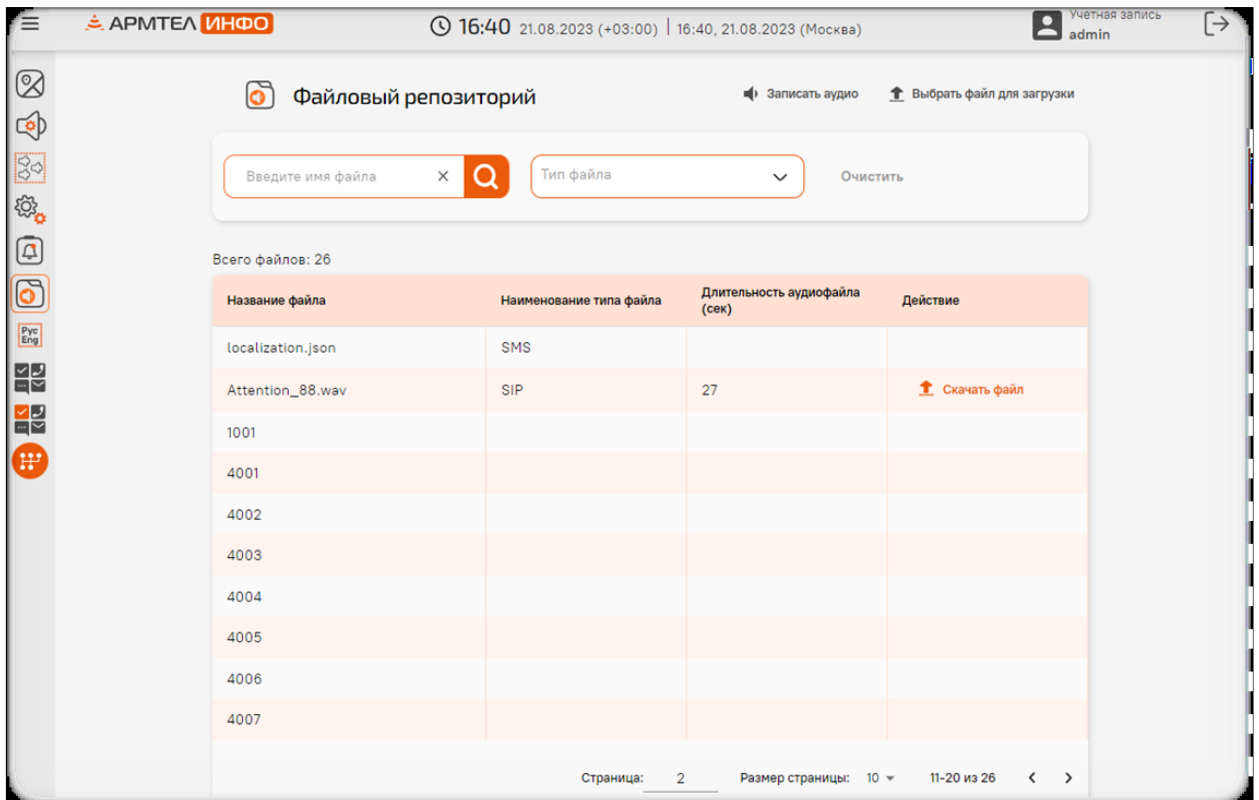 АРМТЕЛ ИНФО
16:40 21.08.2023 (+03:00) | 16:40, 21.08.2023 (Москва)
Учетная запись
admin
Файловый репозиторий
Записать аудио
Выбрать файл для загрузки
Введите имя файла
Тип файла
Очистить
Рус
Eng
Всего файлов: 26
Название файла Наименование типа файла Длительность аудиофайла (сек) Действие
localization.json SMS
Attention_88.wav SIP 27 Скачать файл
1001
4001
4002
4003
4004
4005
4006
4007
Страница: 2 Размер страницы: 10 11-20 из 26